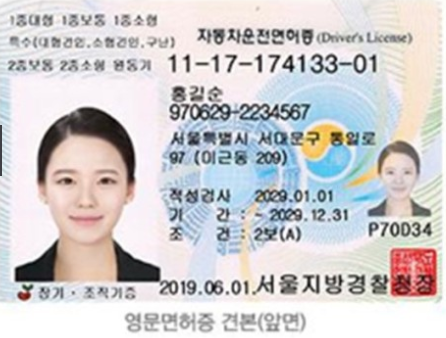 1종대형 1종보통 1종소형
특수(대형견인,소형견인,구난)
2종보통 2종소형 원동기
자동차운전면허증 (Driver's License)
11-17-174133-01
홍길순
970629-2234567
서울특별시 서대문구 통일로
97 (미근동 209)
적성검사 2029.01.01
기 간 : ~ 2029.12.31
조 건 : 2보(A)
P70D34
장기・조직기증
2019.06.01.
서울지방경찰청장
영문면허증 견본(앞면)